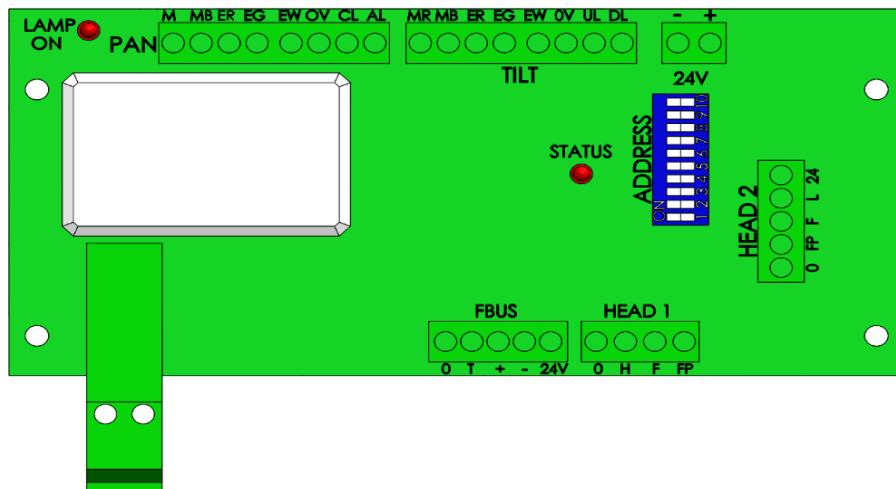 LAMP ON
PAN
M MB ER EG EW OV CL AL
MR MB ER EG EW 0V UL DL
TILT
- +
24V
STATUS
ADDRESS
ON
1 2 3 4 5 6 7 8 9 10
HEAD 2
0 FP F L 24
FBUS
0 T + - 24V
HEAD 1
0 H F FP